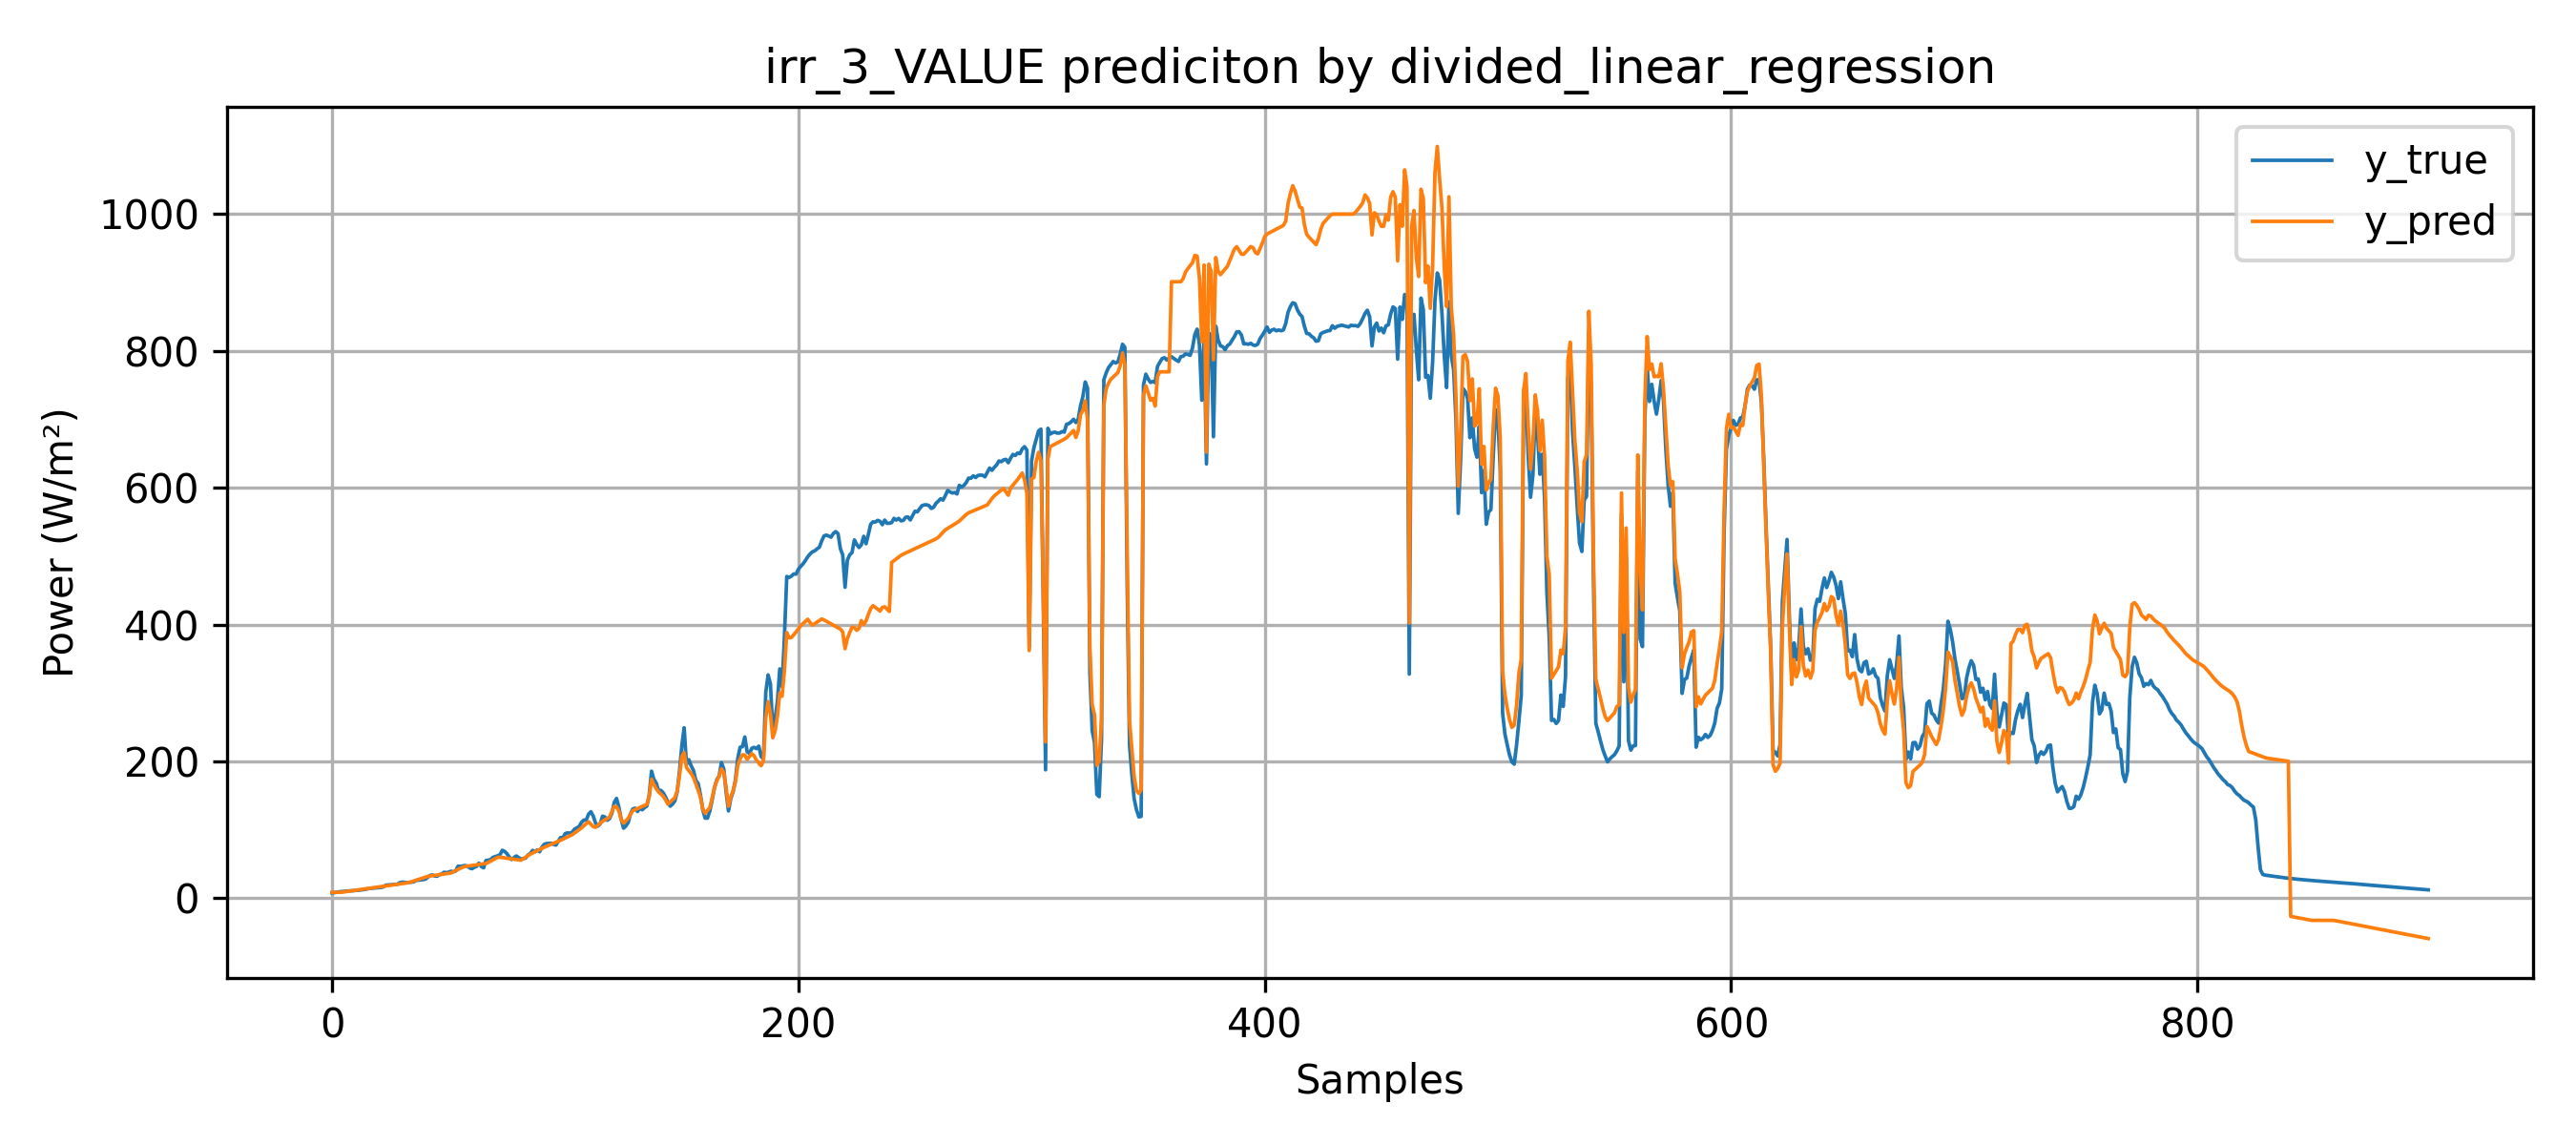 irr_3_VALUE prediciton by divided_linear_regression
y_true
y_pred
Power (W/m²)
1000
800
600
400
200
0
0 200 400 600 800
Samples